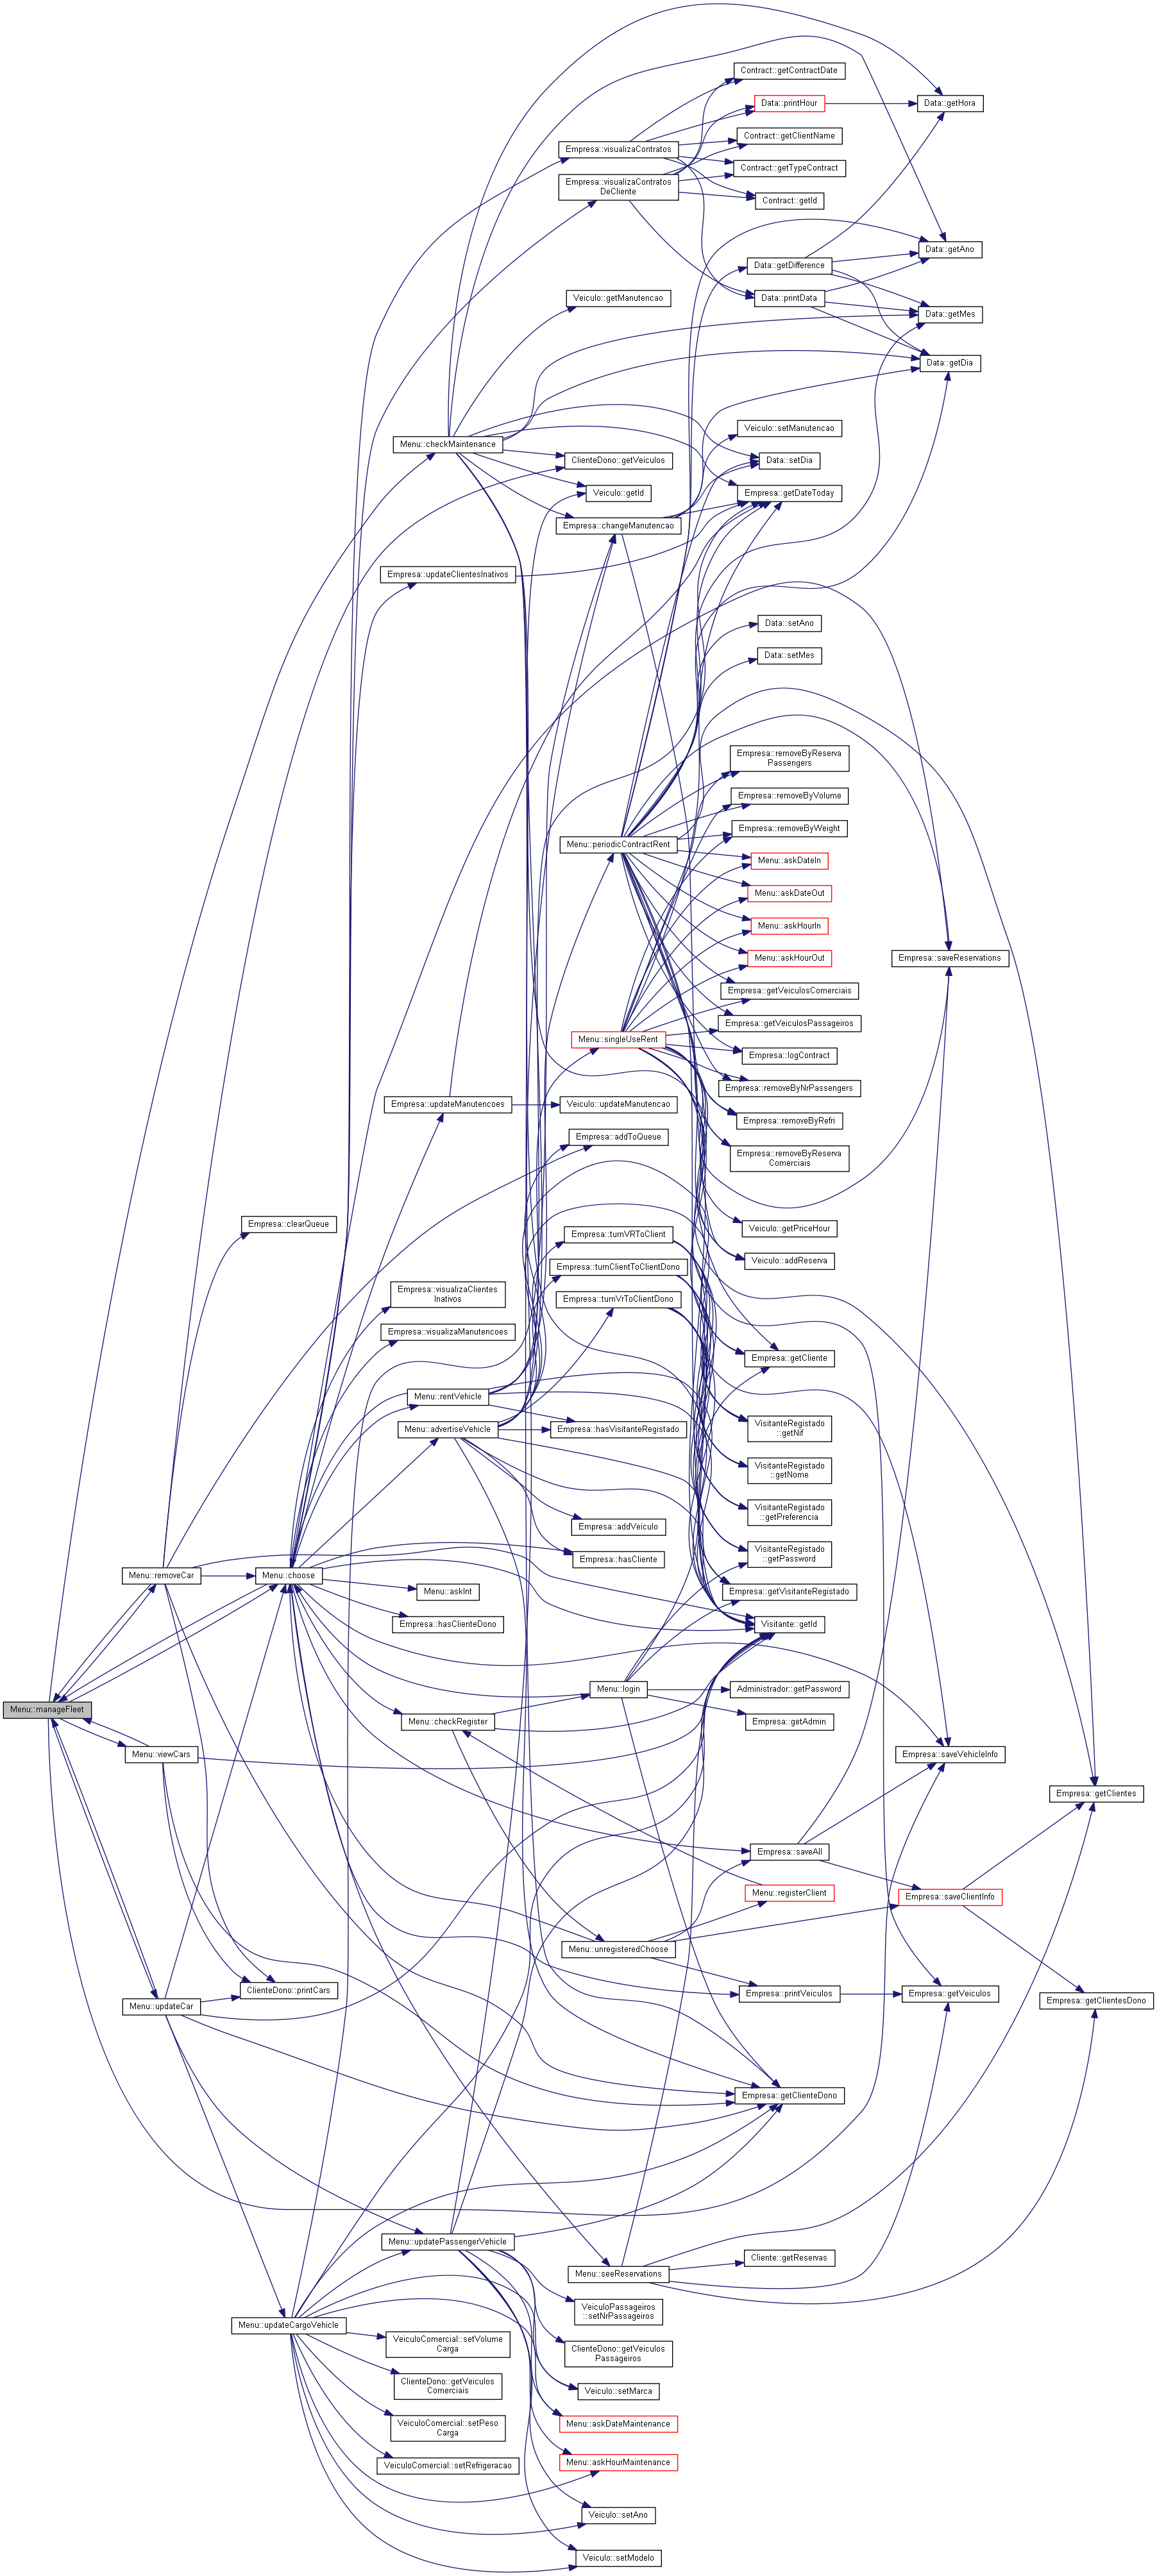 Contract::getContractDate
Data::printHour
Data::getHora
Contract::getClientName
Empresa::visualizaContratos
Contract::getTypeContract
Empresa::visualizaContratos
DeCliente
Contract::getId
Data::getAno
Data::getDifference
Veiculo::getManutencao
Data::printData
Data::getMes
Data::getDia
Veiculo::setManutencao
Menu::checkMaintenance
ClienteDono::getVeiculos
Data::setDia
Veiculo::getId
Empresa::getDateToday
Empresa::changeManutencao
Empresa::updateClientesInativos
Data::setAno
Data::setMes
Empresa::removeByReserva
Passengers
Empresa::removeByVolume
Empresa::removeByWeight
Menu::periodicContractRent
Menu::askDateIn
Menu::askDateOut
Menu::askHourIn
Menu::askHourOut
Empresa::saveReservations
Empresa::getVeiculosComerciais
Empresa::getVeiculosPassageiros
Menu::singleUseRent
Empresa::logContract
Empresa::removeByNrPassengers
Empresa::updateManutencoes
Veiculo::updateManutencao
Empresa::removeByRefri
Empresa::addToQueue
Empresa::removeByReserva
Comerciais
Empresa::clearQueue
Veiculo::getPriceHour
Empresa::turnVRToClient
Veiculo::addReserva
Empresa::turnClientToClientDono
Empresa::visualizaClientes
Inativos
Empresa::turnVrToClientDono
Empresa::visualizaManutencoes
Empresa::getCliente
Menu::rentVehicle
Menu::advertiseVehicle
Empresa::hasVisitanteRegistado
VisitanteRegistado
::getNif
VisitanteRegistado
::getNome
VisitanteRegistado
::getPreferencia
Empresa::addVeiculo
VisitanteRegistado
::getPassword
Empresa::hasCliente
Menu::removeCar
Menu::choose
Menu::askInt
Empresa::getVisitanteRegistado
Empresa::hasClienteDono
Visitante::getId
Menu::login
Administrador::getPassword
Menu::manageFleet
Menu::checkRegister
Empresa::getAdmin
Menu::viewCars
Empresa::saveVehicleInfo
Empresa::getClientes
Empresa::saveAll
Menu::registerClient
Empresa::saveClientInfo
Menu::unregisteredChoose
ClienteDono::printCars
Empresa::printVeiculos
Empresa::getVeiculos
Empresa::getClientesDono
Menu::updateCar
Empresa::getClienteDono
Menu::updatePassengerVehicle
Cliente::getReservas
Menu::seeReservations
VeiculoPassageiros
::setNrPassageiros
Menu::updateCargoVehicle
VeiculoComercial::setVolume
Carga
ClienteDono::getVeiculos
Passageiros
ClienteDono::getVeiculos
Comerciais
Veiculo::setMarca
VeiculoComercial::setPeso
Carga
Menu::askDateMaintenance
VeiculoComercial::setRefrigeracao
Menu::askHourMaintenance
Veiculo::setAno
Veiculo::setModelo